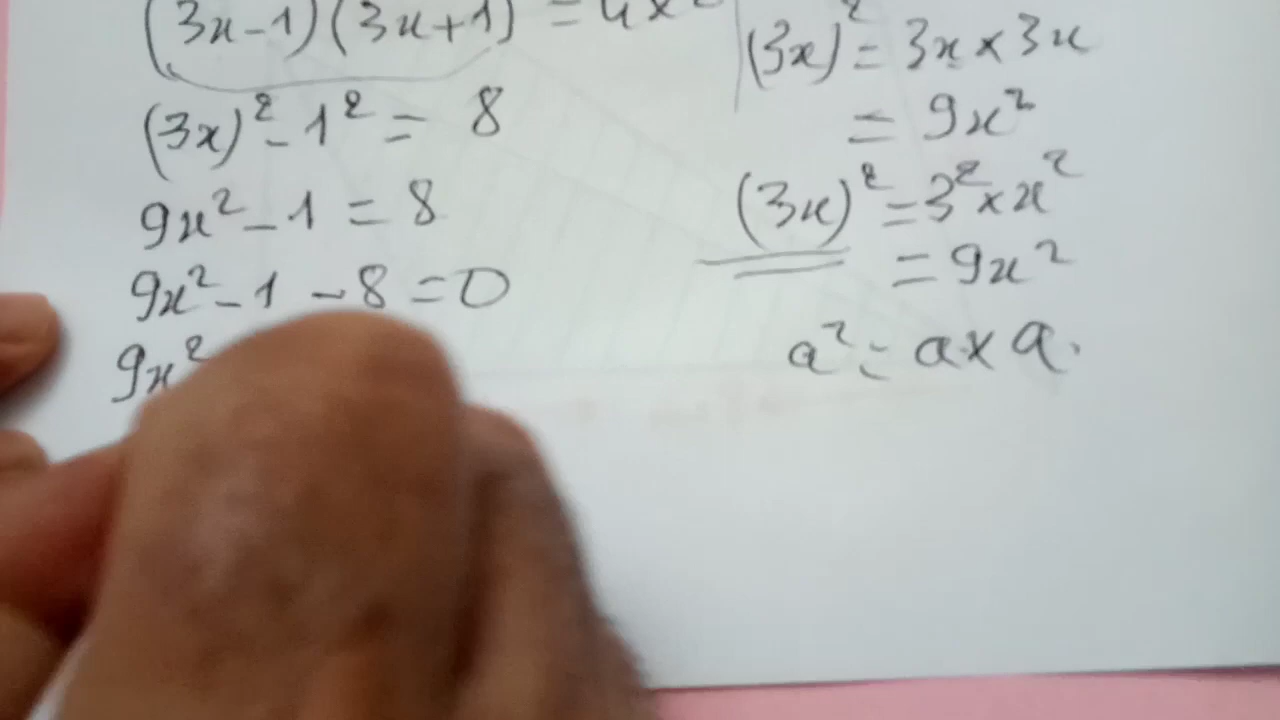 (3x-1)(3x+1) = 4x
(3x)² - 1² = 8
9x² - 1 = 8
9x² - 1 - 8 = 0
9x²
(3x)² = 3x × 3x
= 9x²
(3x)² = 3² × x²
= 9x²
a² = a × a.